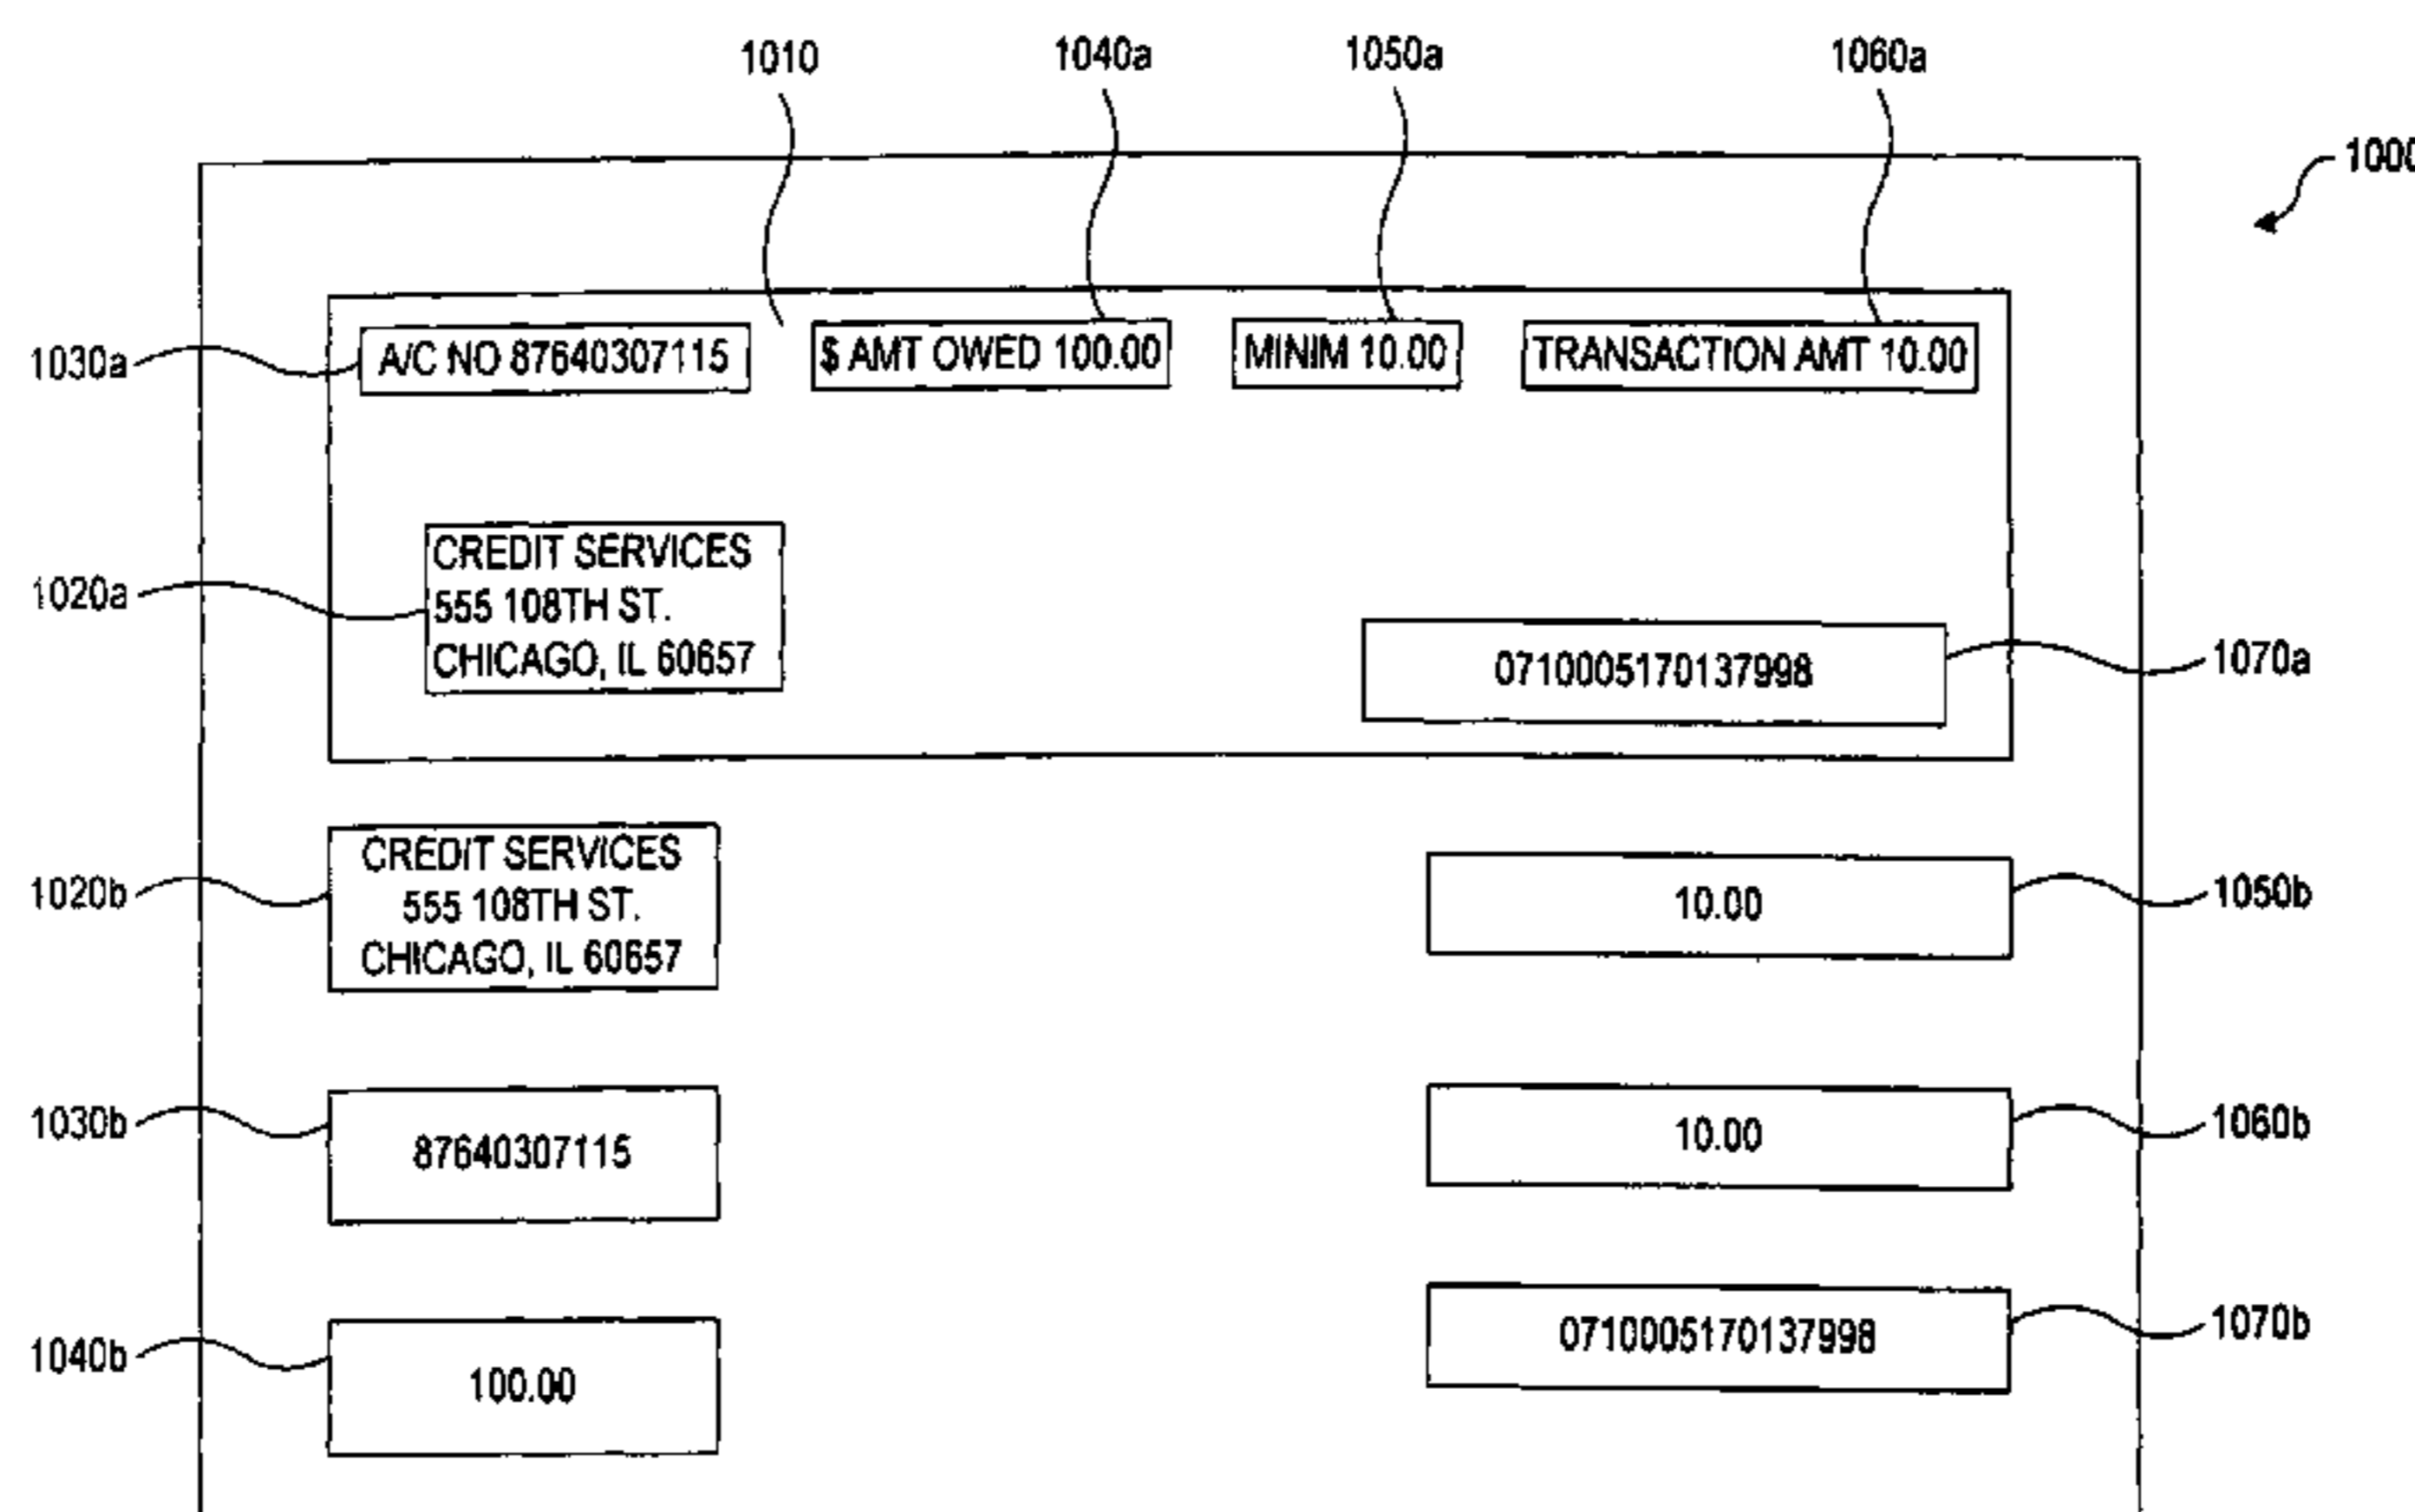 1010 1040a 1050a 1060a
1000
1030a A/C NO 87640307115 $ AMT OWED 100.00 MINIM 10.00 TRANSACTION AMT 10.00
CREDIT SERVICES
1020a 555 108TH ST.
CHICAGO, IL 60657
0710005170137998 1070a
CREDIT SERVICES
1020b 555 108TH ST. 10.00 1050b
CHICAGO, IL 60657
1030b 87640307115 10.00 1060b
1040b 100.00 0710005170137998 1070b